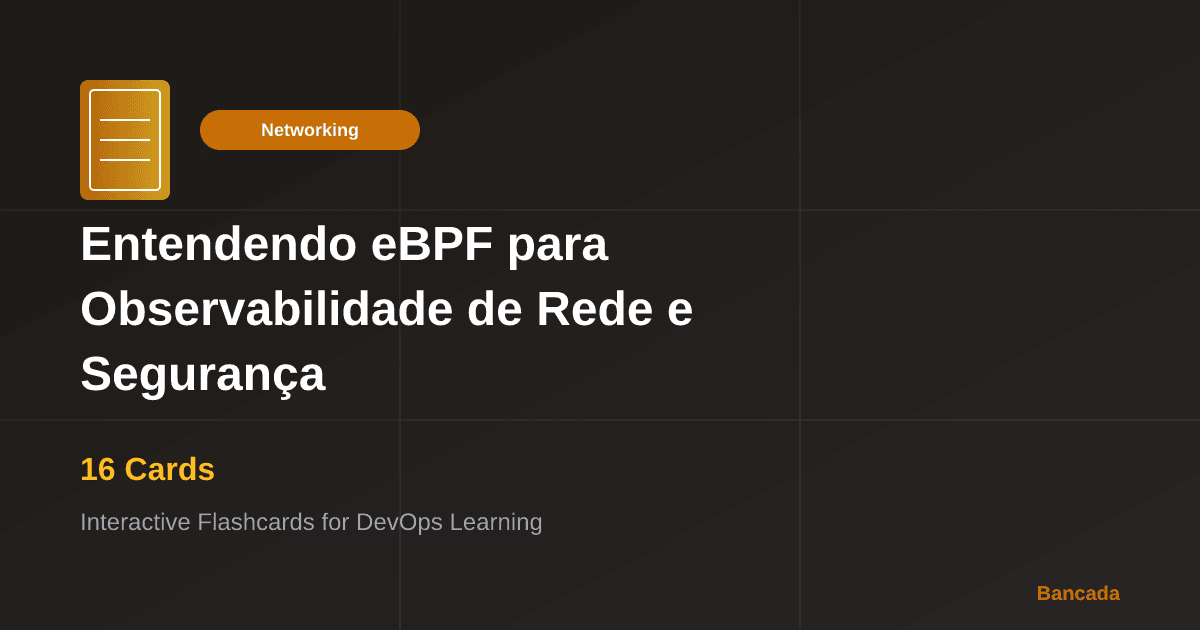 Networking
Entendendo eBPF para
Observabilidade de Rede e
Segurança
16 Cards
Interactive Flashcards for DevOps Learning
Bancada